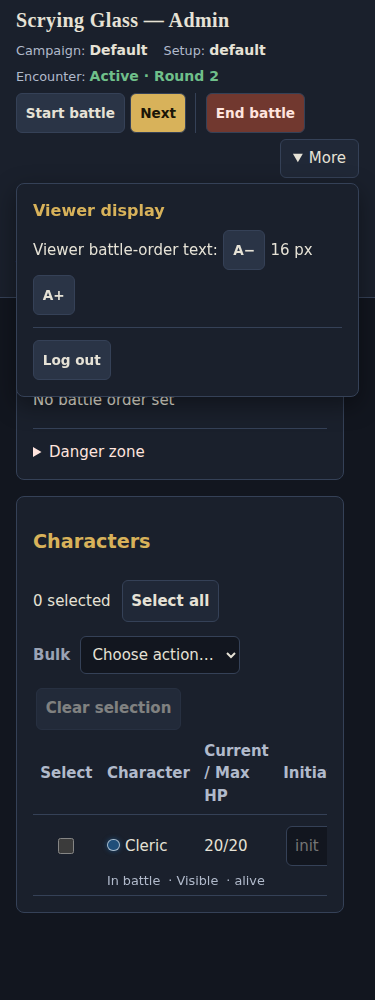 Scrying Glass — Admin
Campaign: Default Setup: default
Encounter: Active · Round 2
Start battle Next End battle
▼ More
Viewer display
Viewer battle-order text: A− 16 px
A+
Log out
No battle order set
▶ Danger zone
Characters
0 selected Select all
Bulk Choose action...
Clear selection
Select Character Current / Max HP Initia
Cleric 20/20 init
In battle · Visible · alive